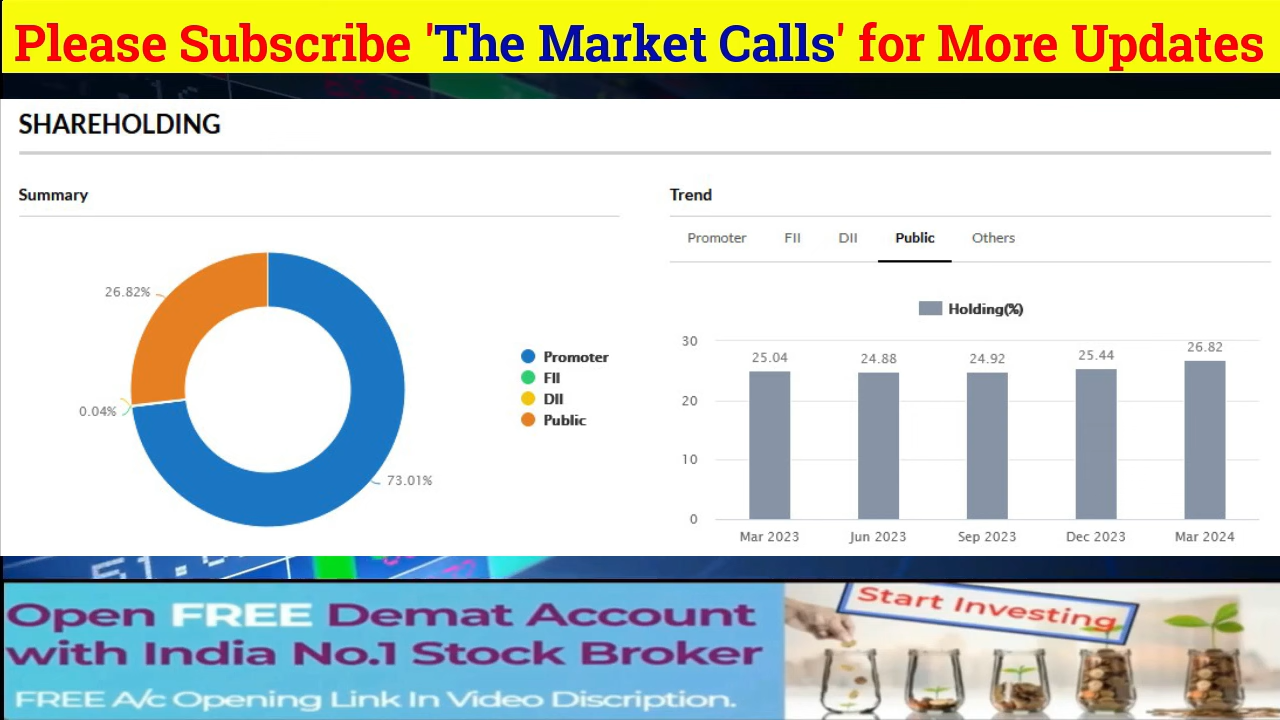 Please Subscribe 'The Market Calls' for More Updates
SHAREHOLDING
Summary
26.82%
0.04%
73.01%
Promoter
FII
DII
Public
Trend
Promoter FII DII Public Others
Holding(%)
30
20
10
0
25.04 24.88 24.92 25.44 26.82
Mar 2023 Jun 2023 Sep 2023 Dec 2023 Mar 2024
51.
Open FREE Demat Account
with India No.1 Stock Broker
FREE A/c Opening Link In Video Discription.
Start Investing